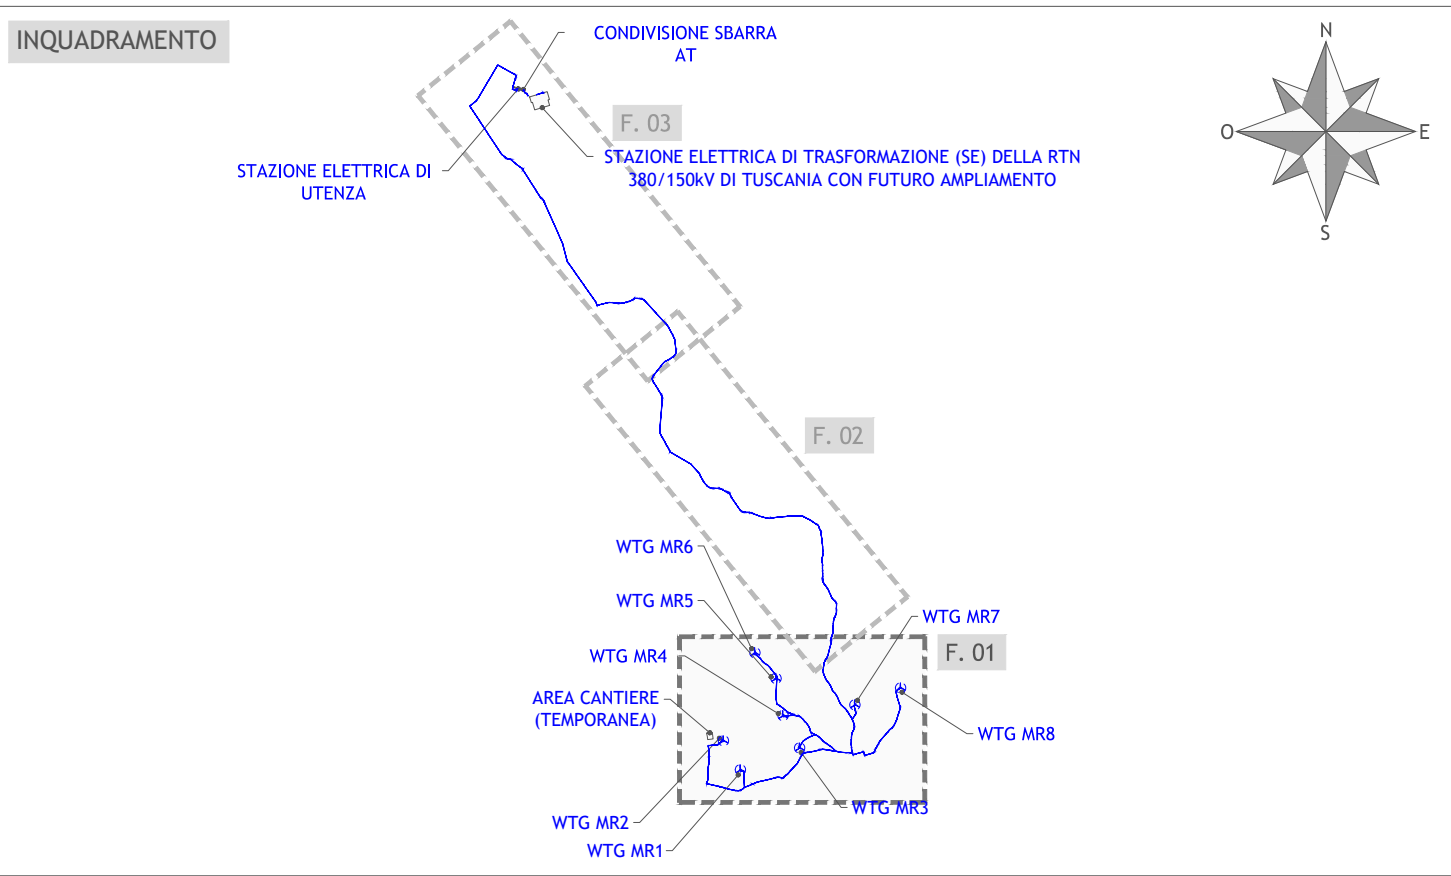 INQUADRAMENTO
CONDIVISIONE SBARRA
AT
N
O
E
S
F. 03
STAZIONE ELETTRICA DI TRASFORMAZIONE (SE) DELLA RTN
380/150kV DI TUSCANIA CON FUTURO AMPLIAMENTO
STAZIONE ELETTRICA DI
UTENZA
F. 02
WTG MR6
WTG MR5
WTG MR7
WTG MR4
F. 01
AREA CANTIERE
(TEMPORANEA)
WTG MR8
WTG MR3
WTG MR2
WTG MR1